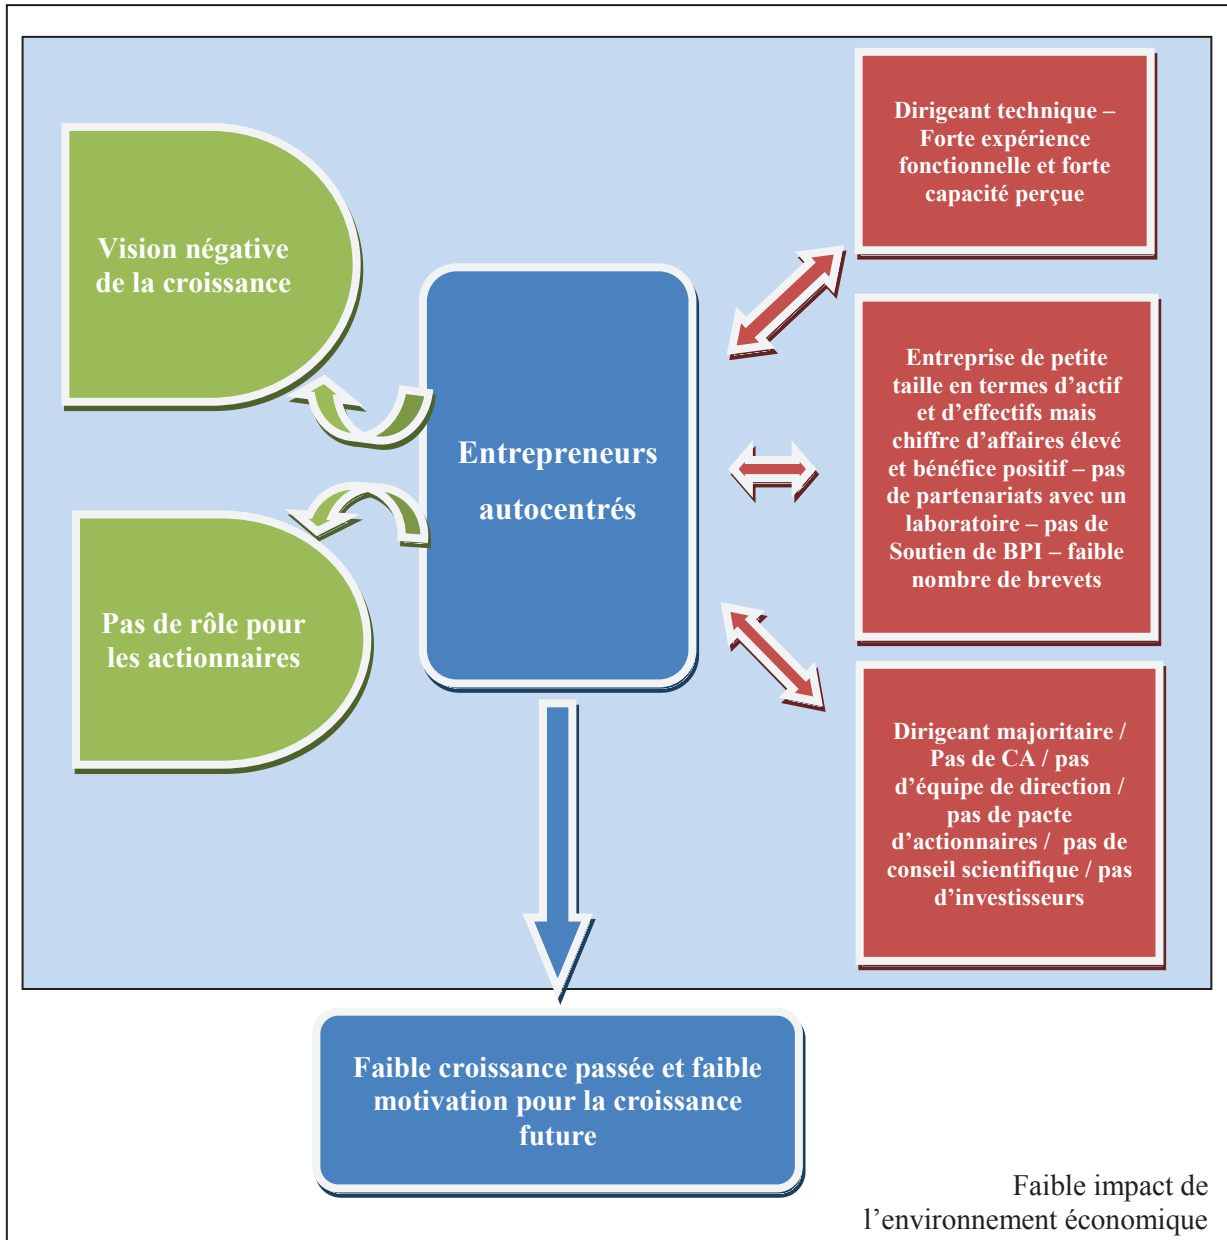 Vision négative
de la croissance
Pas de rôle pour
les actionnaires
Entrepreneurs
autocentrés
Dirigeant technique –
Forte expérience
fonctionnelle et forte
capacité perçue
Entreprise de petite
taille en termes d’actif
et d’effectifs mais
chiffre d’affaires élevé
et bénéfice positif – pas
de partenariats avec un
laboratoire – pas de
Soutien de BPI – faible
nombre de brevets
Dirigeant majoritaire /
Pas de CA / pas
d’équipe de direction /
pas de pacte
d’actionnaires /  pas de
conseil scientifique / pas
d’investisseurs
Faible croissance passée et faible
motivation pour la croissance
future
Faible impact de
l’environnement économique